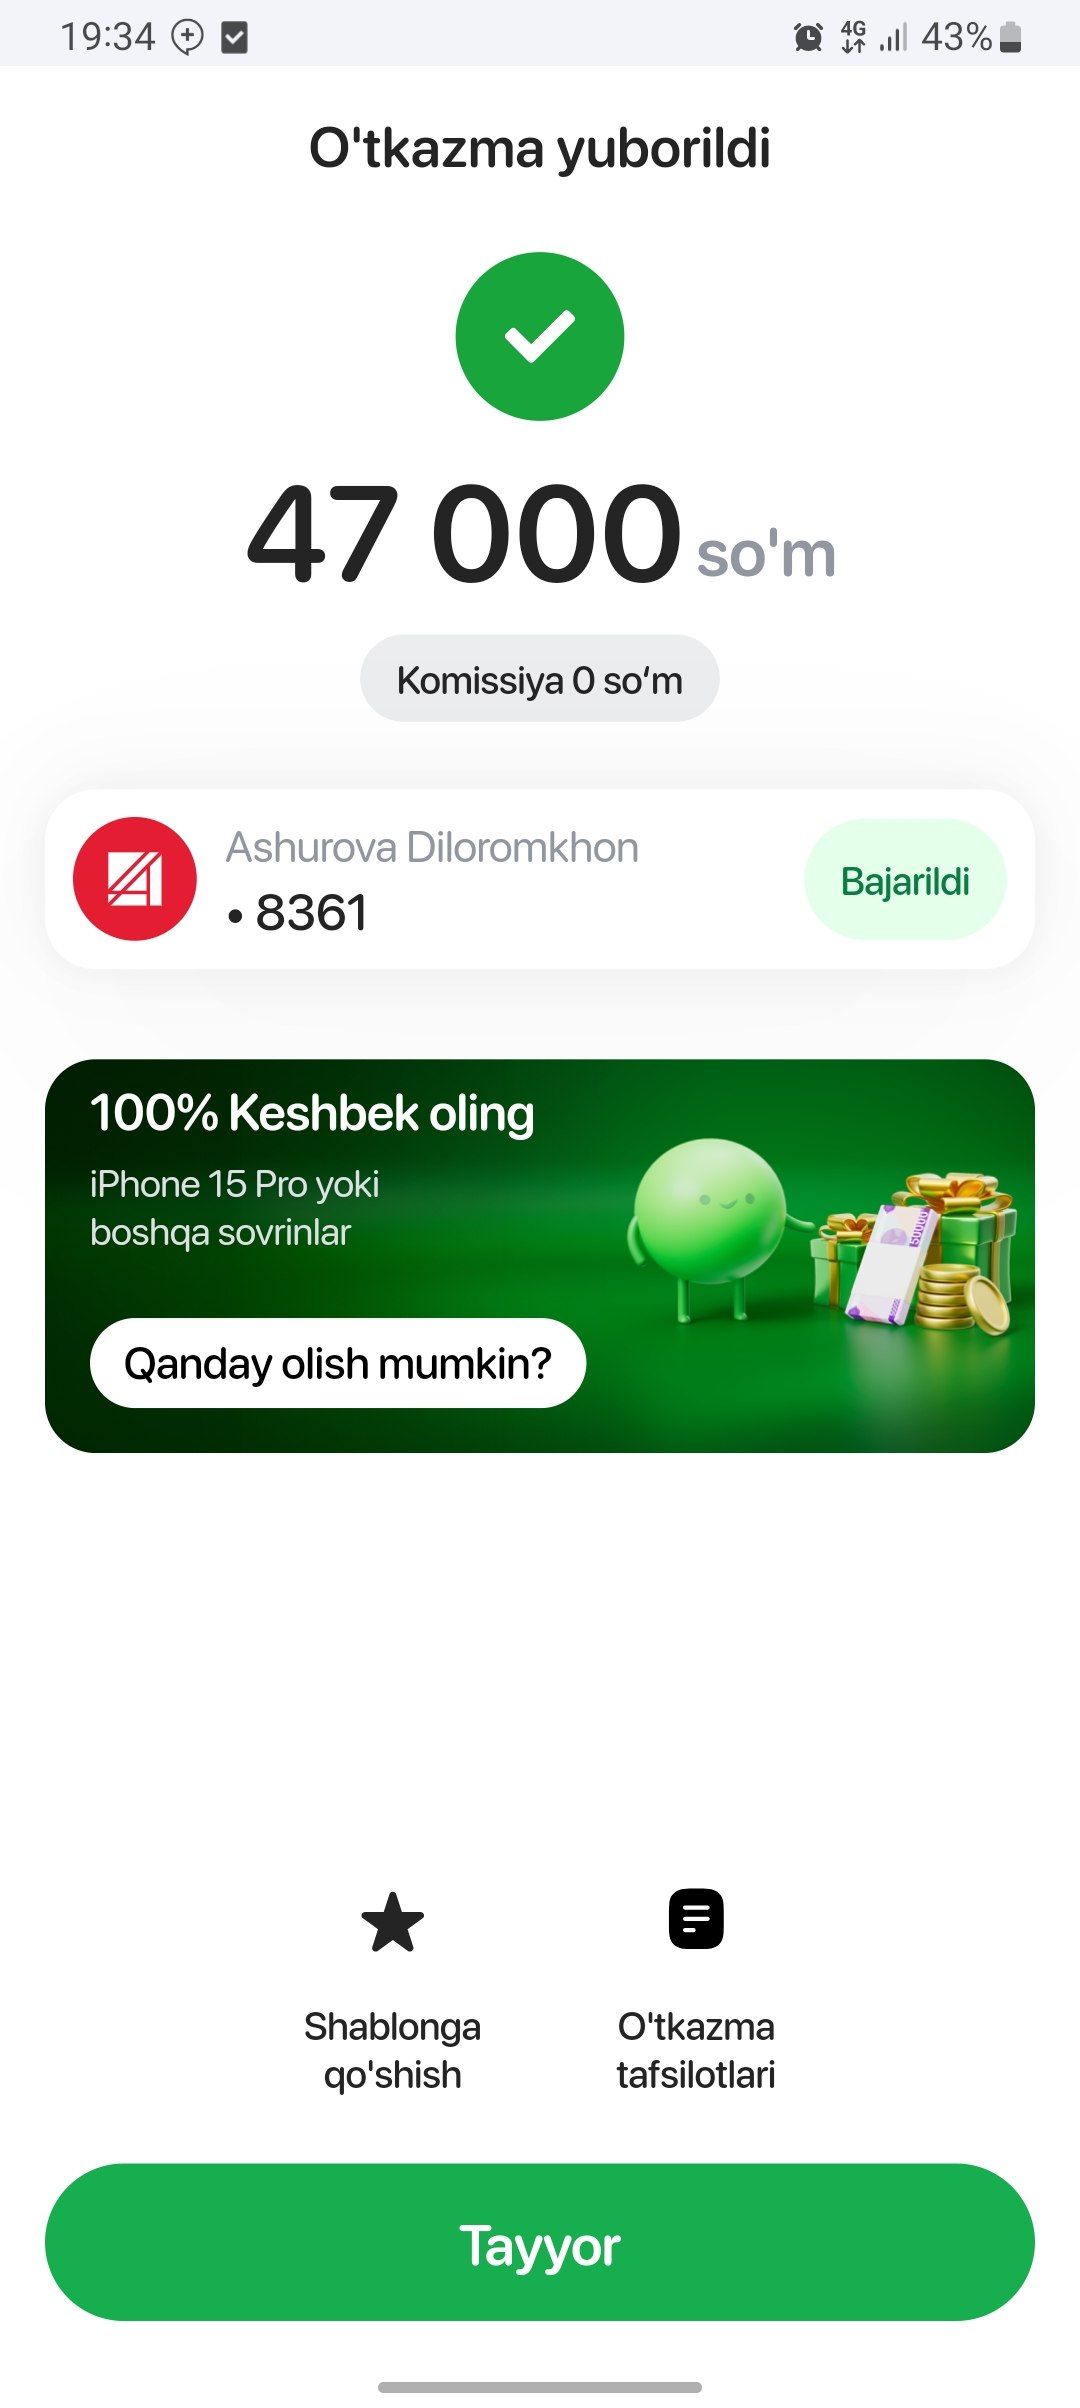 19:34
4G
43%
O'tkazma yuborildi
47 000 so'm
Komissiya 0 so‘m
Ashurova Diloromkhon
• 8361
Bajarildi
100% Keshbek oling
iPhone 15 Pro yoki
boshqa sovrinlar
50000
Qanday olish mumkin?
Shablonga
qo'shish
O'tkazma
tafsilotlari
Tayyor